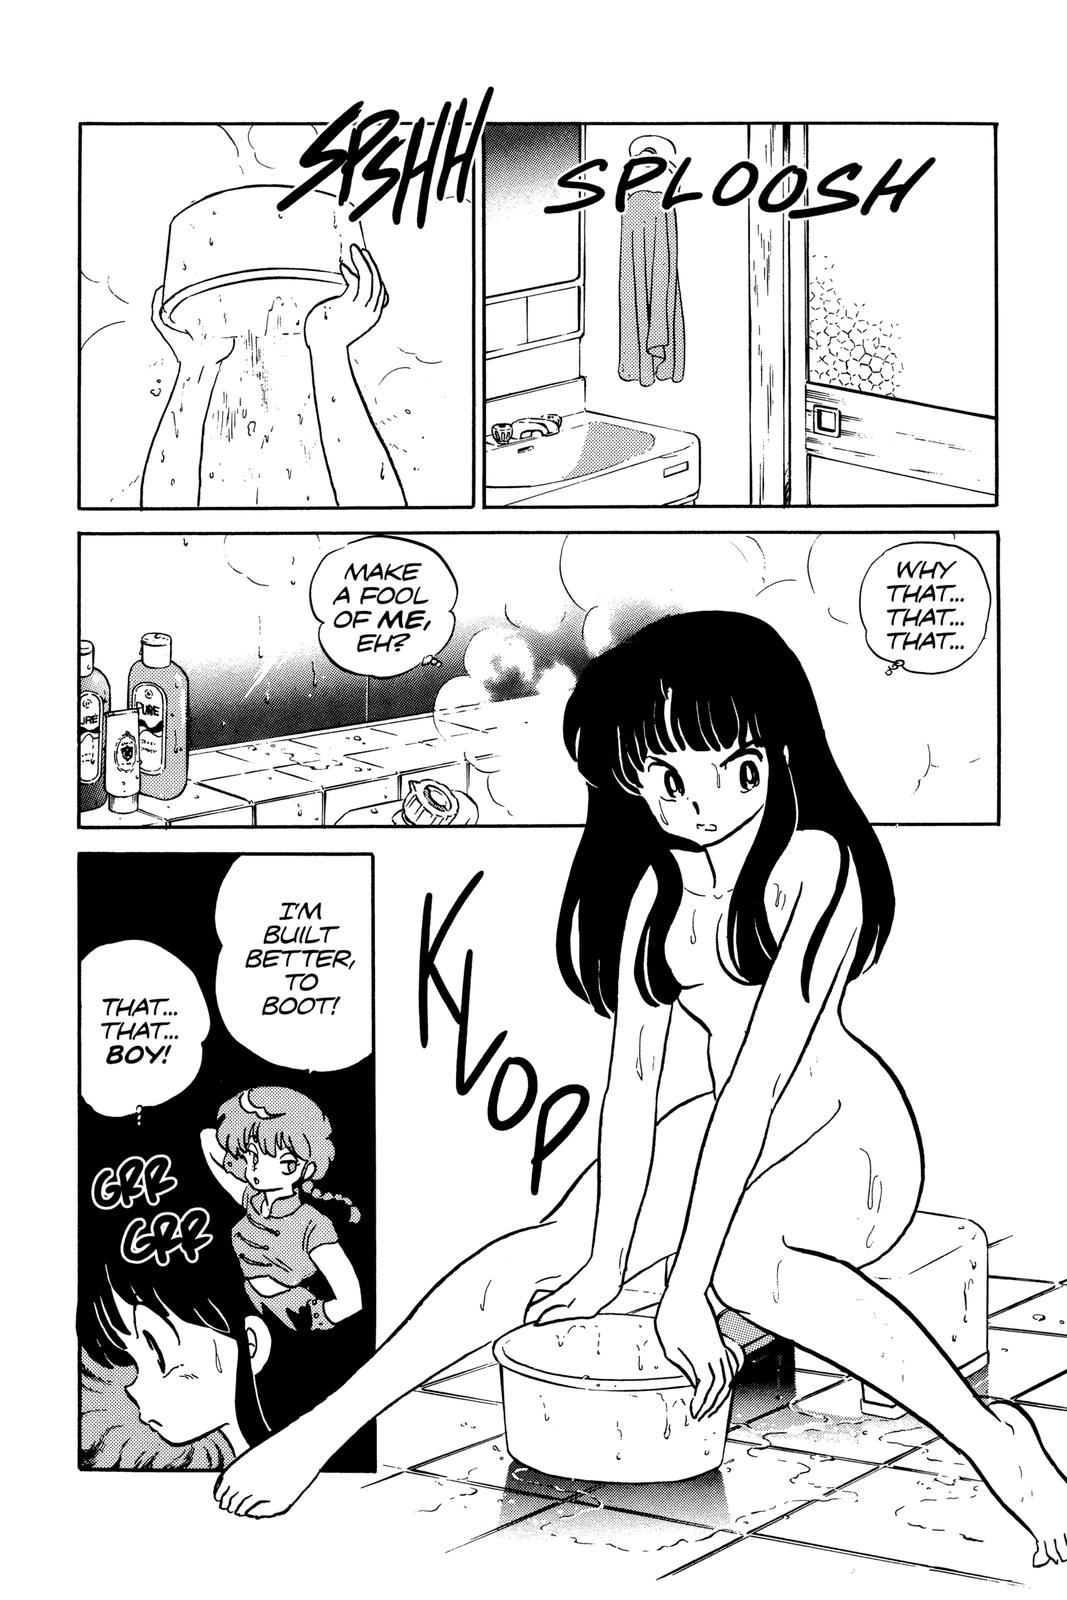 SPSHH
SPLOOSH
MAKE
A FOOL
OF ME,
EH?
WHY
THAT...
THAT...
THAT...
PURE
I'M
BUILT
BETTER,
TO
BOOT!
THAT...
THAT...
BOY!
GRR
GRR
KLOP